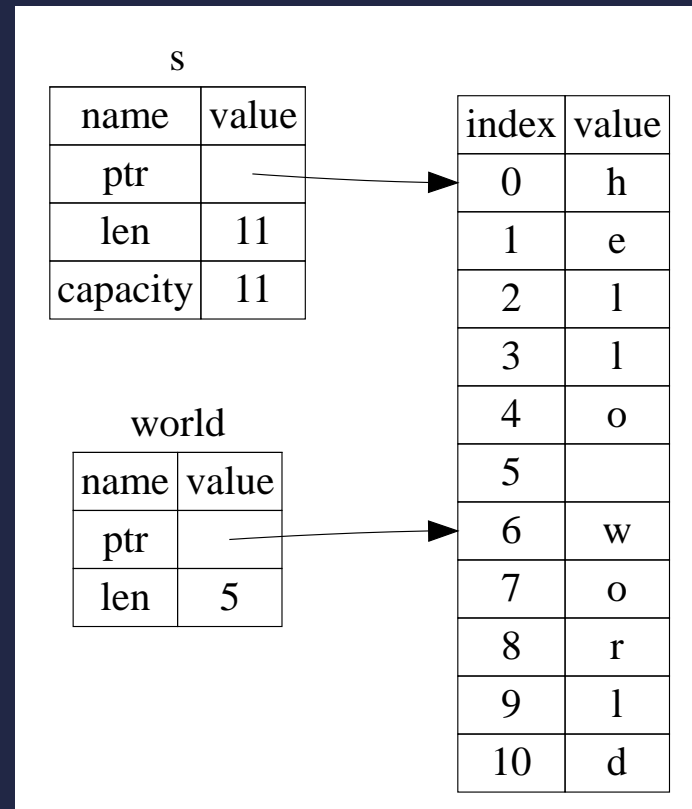 s
name value
ptr
len 11
capacity 11
world
name value
ptr
len 5
index value
0 h
1 e
2 l
3 l
4 o
5
6 w
7 o
8 r
9 l
10 d